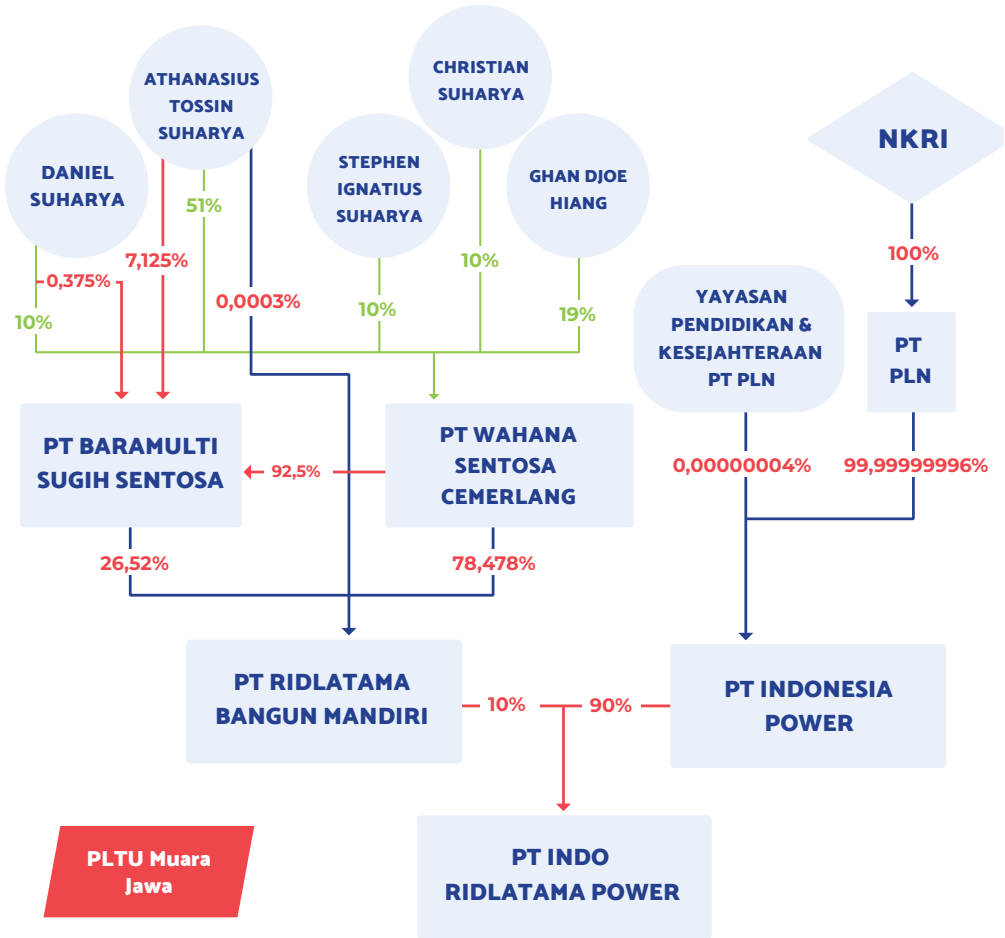 CHRISTIAN
SUHARYA
ATHANASIUS
TOSSIN
SUHARYA
NKRI
DANIEL
SUHARYA
STEPHEN
IGNATIUS
SUHARYA
GHAN DJOE
HIANG
51%
7,125%
10%
100%
0,375%
0,0003%
10%
10%
19%
YAYASAN
PENDIDIKAN &
KESEJAHTERAAN
PT PLN
PT
PLN
PT BARAMULTI
SUGIH SENTOSA
92,5%
PT WAHANA
SENTOSA
CEMERLANG
0,00000004%
99,99999996%
26,52%
78,478%
PT RIDLATAMA
BANGUN MANDIRI
10%
90%
PT INDONESIA
POWER
PLTU Muara
Jawa
PT INDO
RIDLATAMA POWER